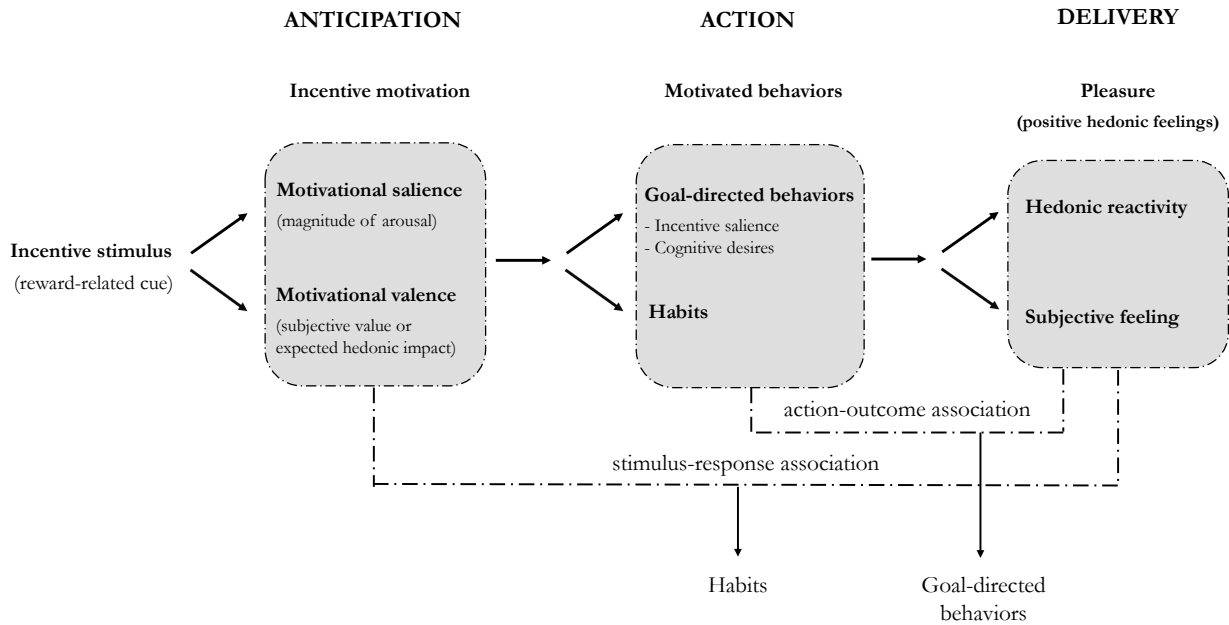 ANTICIPATION
ACTION
DELIVERY
Incentive motivation
Motivated behaviors
Pleasure
(positive hedonic feelings)
Incentive stimulus
(reward-related cue)
Motivational salience
(magnitude of arousal)
Motivational valence
(subjective value or
expected hedonic impact)
Goal-directed behaviors
- Incentive salience
- Cognitive desires
Habits
Hedonic reactivity
Subjective feeling
action-outcome association
stimulus-response association
Habits
Goal-directed
behaviors